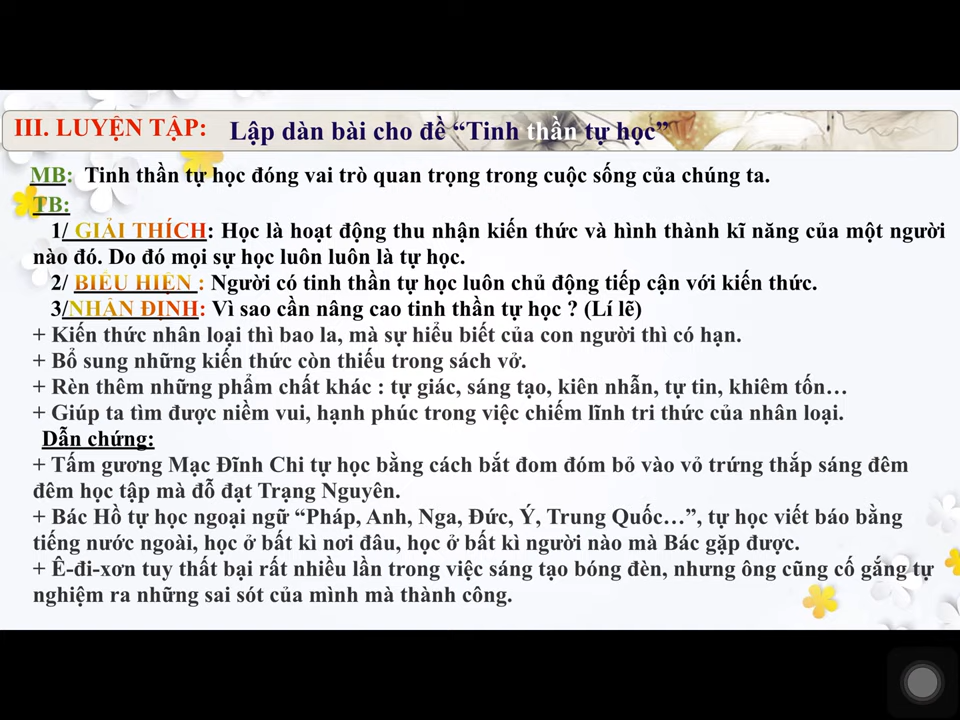 III. LUYỆN TẬP: Lập dàn bài cho đề “Tinh thần tự học”
MB: Tinh thần tự học đóng vai trò quan trọng trong cuộc sống của chúng ta.
TB:
1/ GIẢI THÍCH: Học là hoạt động thu nhận kiến thức và hình thành kĩ năng của một người
nào đó. Do đó mọi sự học luôn luôn là tự học.
2/ BIỂU HIỆN : Người có tinh thần tự học luôn chủ động tiếp cận với kiến thức.
3/NHẬN ĐỊNH: Vì sao cần nâng cao tinh thần tự học ? (Lí lẽ)
+ Kiến thức nhân loại thì bao la, mà sự hiểu biết của con người thì có hạn.
+ Bổ sung những kiến thức còn thiếu trong sách vở.
+ Rèn thêm những phẩm chất khác : tự giác, sáng tạo, kiên nhẫn, tự tin, khiêm tốn…
+ Giúp ta tìm được niềm vui, hạnh phúc trong việc chiếm lĩnh tri thức của nhân loại.
Dẫn chứng:
+ Tấm gương Mạc Đĩnh Chi tự học bằng cách bắt đom đóm bỏ vào vỏ trứng thắp sáng đêm
đêm học tập mà đỗ đạt Trạng Nguyên.
+ Bác Hồ tự học ngoại ngữ “Pháp, Anh, Nga, Đức, Ý, Trung Quốc…”, tự học viết báo bằng
tiếng nước ngoài, học ở bất kì nơi đâu, học ở bất kì người nào mà Bác gặp được.
+ Ê-đi-xơn tuy thất bại rất nhiều lần trong việc sáng tạo bóng đèn, nhưng ông cũng cố gắng tự
nghiệm ra những sai sót của mình mà thành công.